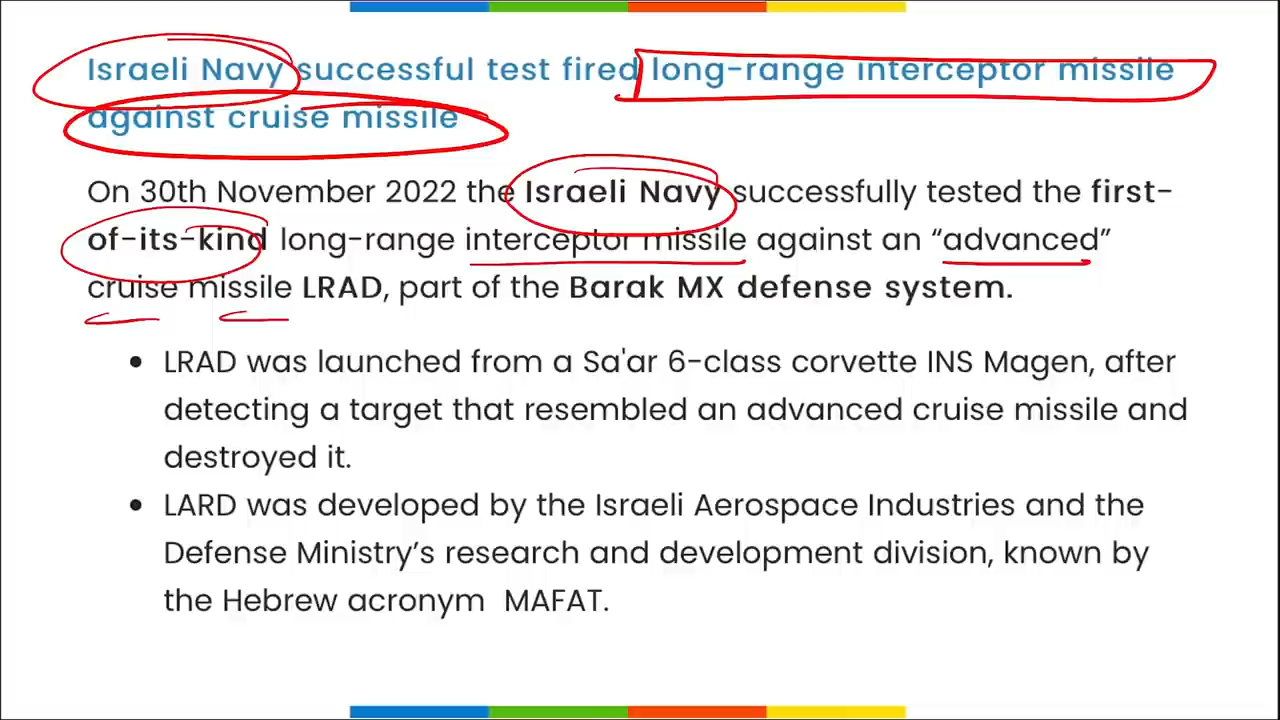 Israeli Navy successful test fired long-range interceptor missile
against cruise missile
On 30th November 2022 the Israeli Navy successfully tested the first-
of-its-kind long-range interceptor missile against an “advanced”
cruise missile LRAD, part of the Barak MX defense system.
• LRAD was launched from a Sa'ar 6-class corvette INS Magen, after
detecting a target that resembled an advanced cruise missile and
destroyed it.
• LARD was developed by the Israeli Aerospace Industries and the
Defense Ministry’s research and development division, known by
the Hebrew acronym MAFAT.